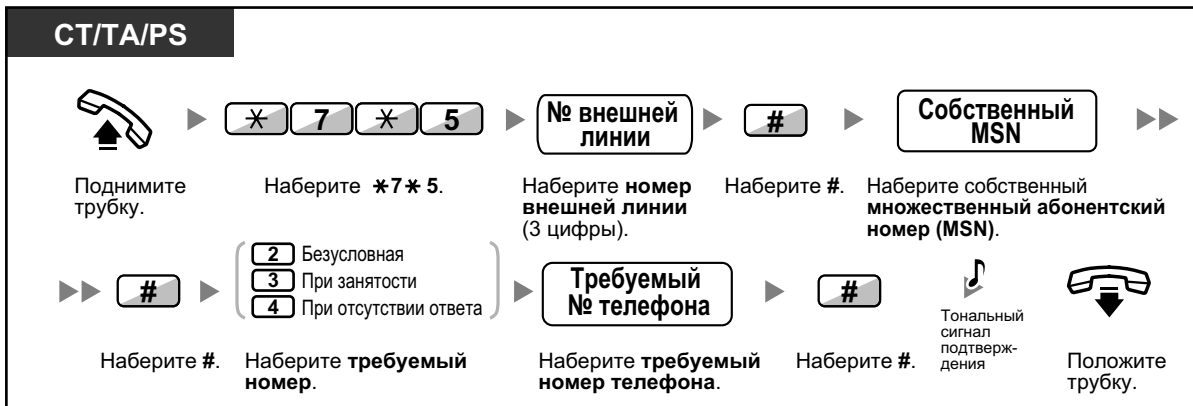 CT/TA/PS
* 7 * 5
№ внешней
линии
#
Собственный
MSN
Поднимите
трубку.
Наберите *7* 5.
Наберите номер
внешней линии
(3 цифры).
Наберите #.
Наберите собственный
множественный абонентский
номер (MSN).
#
2 Безусловная
3 При занятости
4 При отсутствии ответа
Требуемый
№ телефона
#
Тональный
сигнал
подтверж-
дения
Наберите #.
Наберите требуемый
номер.
Наберите требуемый
номер телефона.
Наберите #.
Положите
трубку.